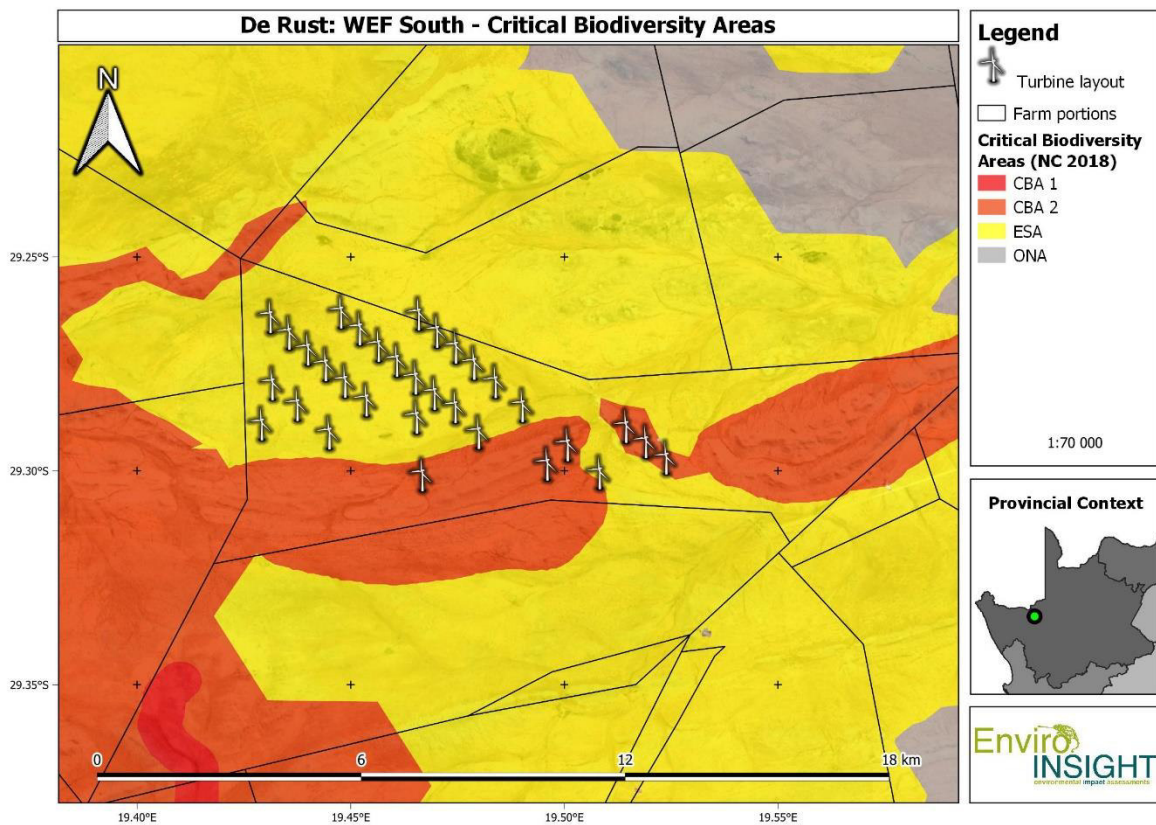 De Rust: WEF South - Critical Biodiversity Areas
N
29.25°S
29.30°S
29.35°S
0
6
12
18 km
19.40°E
19.45°E
19.50°E
19.55°E
Legend
Turbine layout
Farm portions
Critical Biodiversity
Areas (NC 2018)
CBA 1
CBA 2
ESA
ONA
1:70 000
Provincial Context
Enviro
INSIGHT
environmental impact assessments